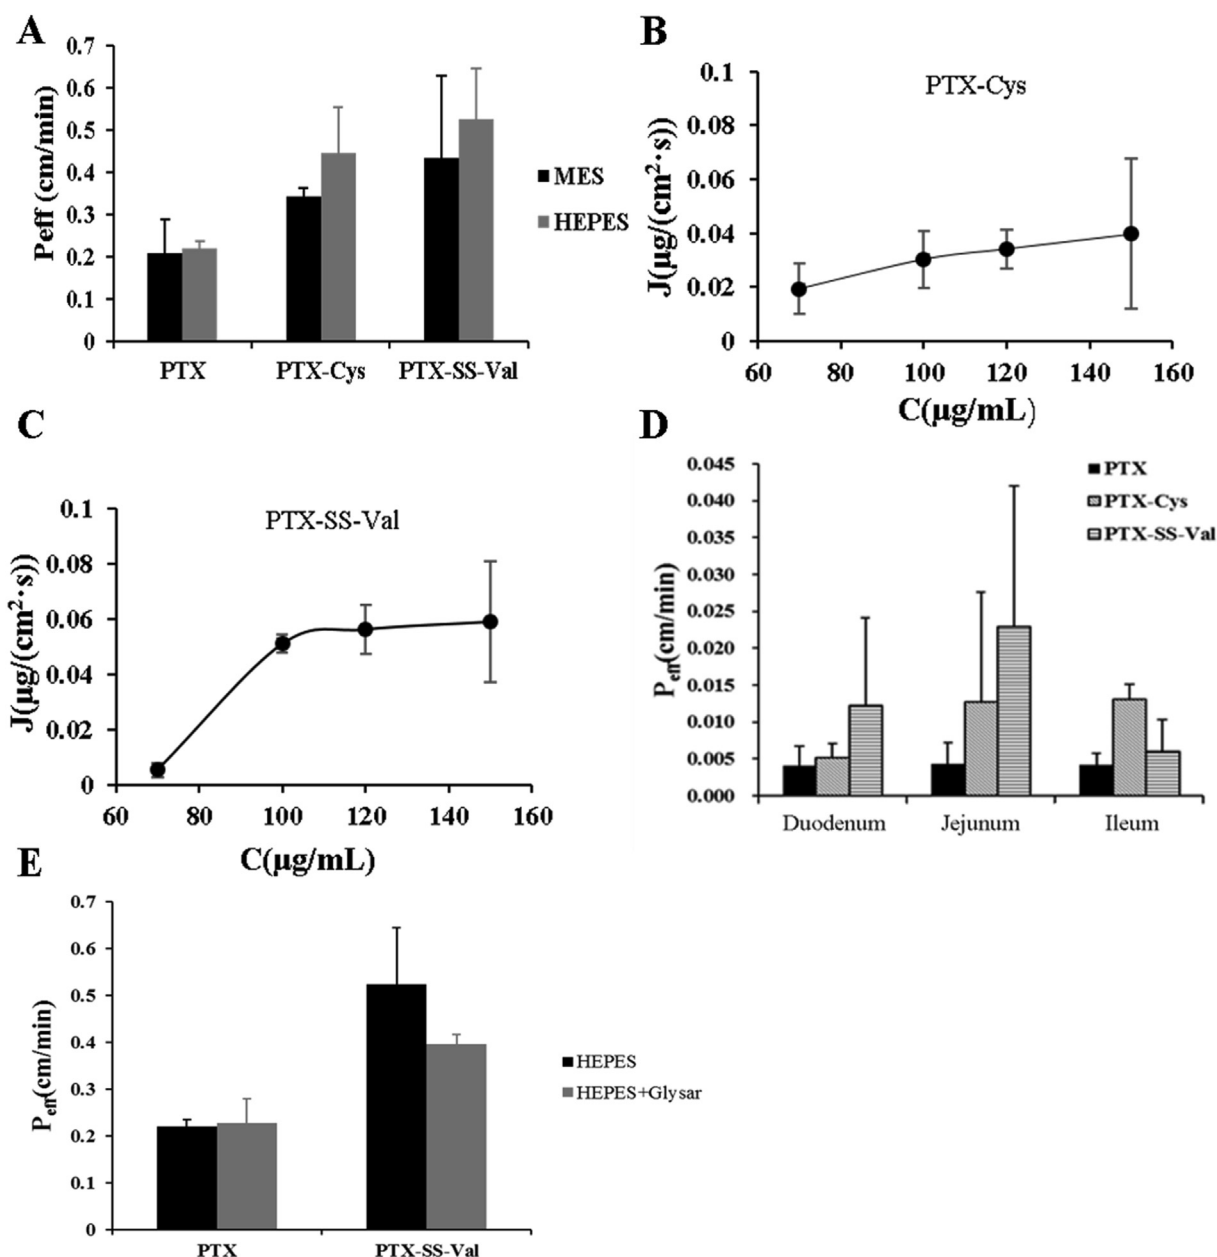 A
0.7
0.6
0.5
0.4
0.3
0.2
0.1
0
Peff (cm/min)
PTX
PTX-Cys
PTX-SS-Val
MES
HEPES
B
PTX-Cys
0.1
0.08
0.06
0.04
0.02
0
J(μg/(cm²·s))
60
80
100
120
140
160
C(μg/mL)
C
PTX-SS-Val
0.1
0.08
0.06
0.04
0.02
0
J(μg/(cm²·s))
60
80
100
120
140
160
C(μg/mL)
D
0.045
0.040
0.035
0.030
0.025
0.020
0.015
0.010
0.005
0.000
Peff(cm/min)
PTX
PTX-Cys
PTX-SS-Val
Duodenum
Jejunum
Ileum
E
0.7
0.6
0.5
0.4
0.3
0.2
0.1
0
Peff(cm/min)
PTX
PTX-SS-Val
HEPES
HEPES+Glysar